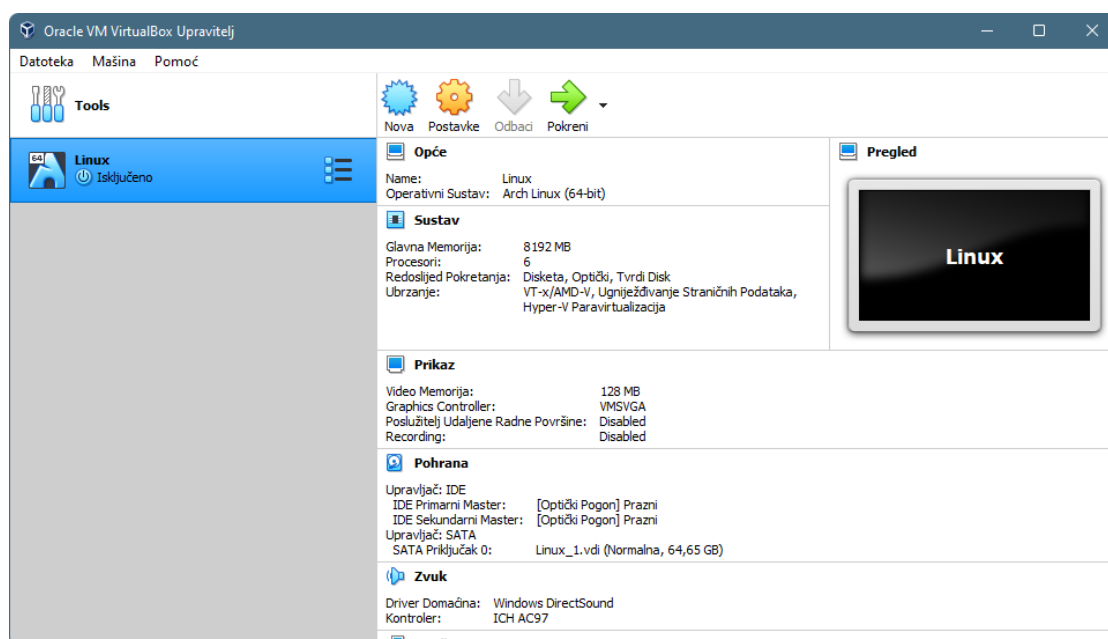 Oracle VM VirtualBox Upravitelj
Datoteka Mašina Pomoć
Tools
Nova Postavke Odbaci Pokreni
64
Linux
Isključeno
Opće
Name: Linux
Operativni Sustav: Arch Linux (64-bit)
Pregled
Linux
Sustav
Glavna Memorija: 8192 MB
Procesori: 6
Redoslijed Pokretanja: Disketa, Optički, Tvrdi Disk
Ubrzanje: VT-x/AMD-V, Ugniježđivanje Straničnih Podataka,
Hyper-V Paravirtualizacija
Prikaz
Video Memorija: 128 MB
Graphics Controller: VMSVGA
Poslužitelj Udaljene Radne Površine: Disabled
Recording: Disabled
Pohrana
Upravljač: IDE
IDE Primarni Master: [Optički Pogon] Prazni
IDE Sekundarni Master: [Optički Pogon] Prazni
Upravljač: SATA
SATA Priključak 0: Linux_1.vdi (Normalna, 64,65 GB)
Zvuk
Driver Domaćina: Windows DirectSound
Kontroler: ICH AC97